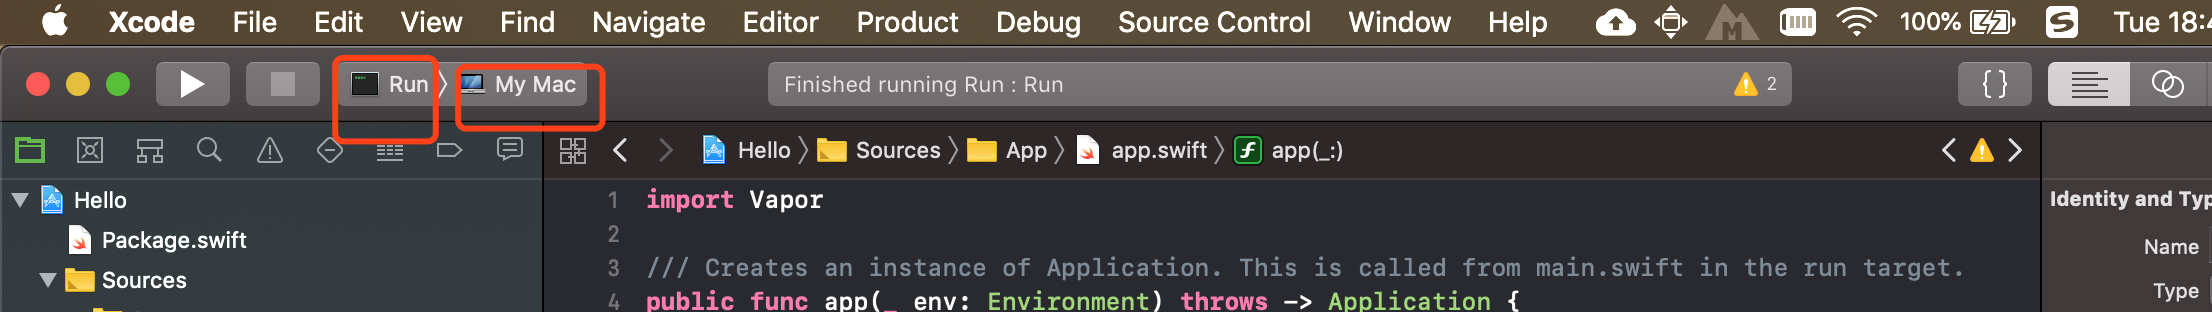 Xcode File Edit View Find Navigate Editor Product Debug Source Control Window Help 100% Tue 18:
Run My Mac Finished running Run : Run 2 {}
Hello Sources App app.swift app(_:)
Hello
Package.swift
Sources
1 import Vapor
2
3 /// Creates an instance of Application. This is called from main.swift in the run target.
4 public func app(_ env: Environment) throws -> Application {
Identity and Typ
Name
Type